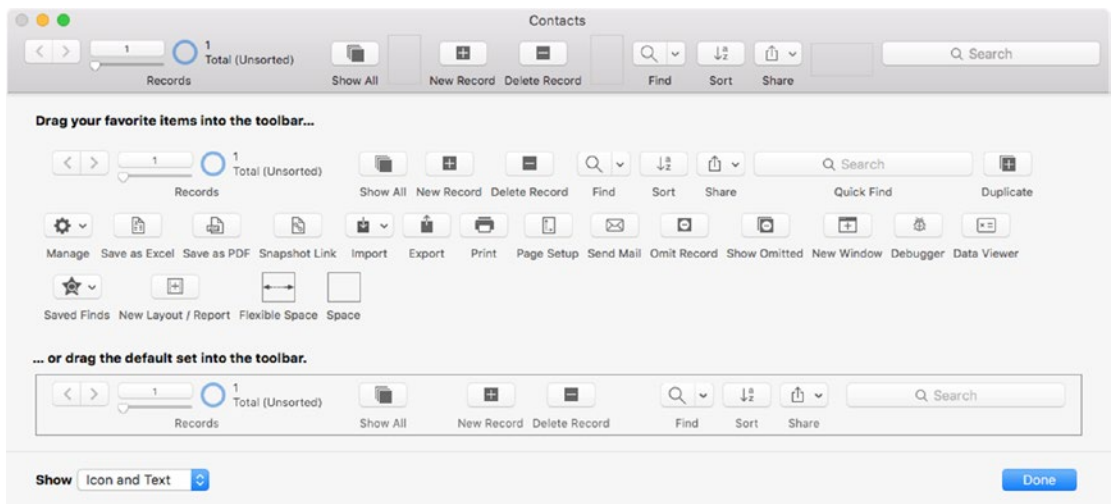 Contacts
1
1
Total (Unsorted)
Search
Records Show All New Record Delete Record Find Sort Share
Drag your favorite items into the toolbar...
1
1
Total (Unsorted)
Search
Records Show All New Record Delete Record Find Sort Share Quick Find Duplicate
Manage Save as Excel Save as PDF Snapshot Link Import Export Print Page Setup Send Mail Omit Record Show Omitted New Window Debugger Data Viewer
Saved Finds New Layout / Report Flexible Space Space
... or drag the default set into the toolbar.
1
1
Total (Unsorted)
Search
Records Show All New Record Delete Record Find Sort Share
Show Icon and Text Done